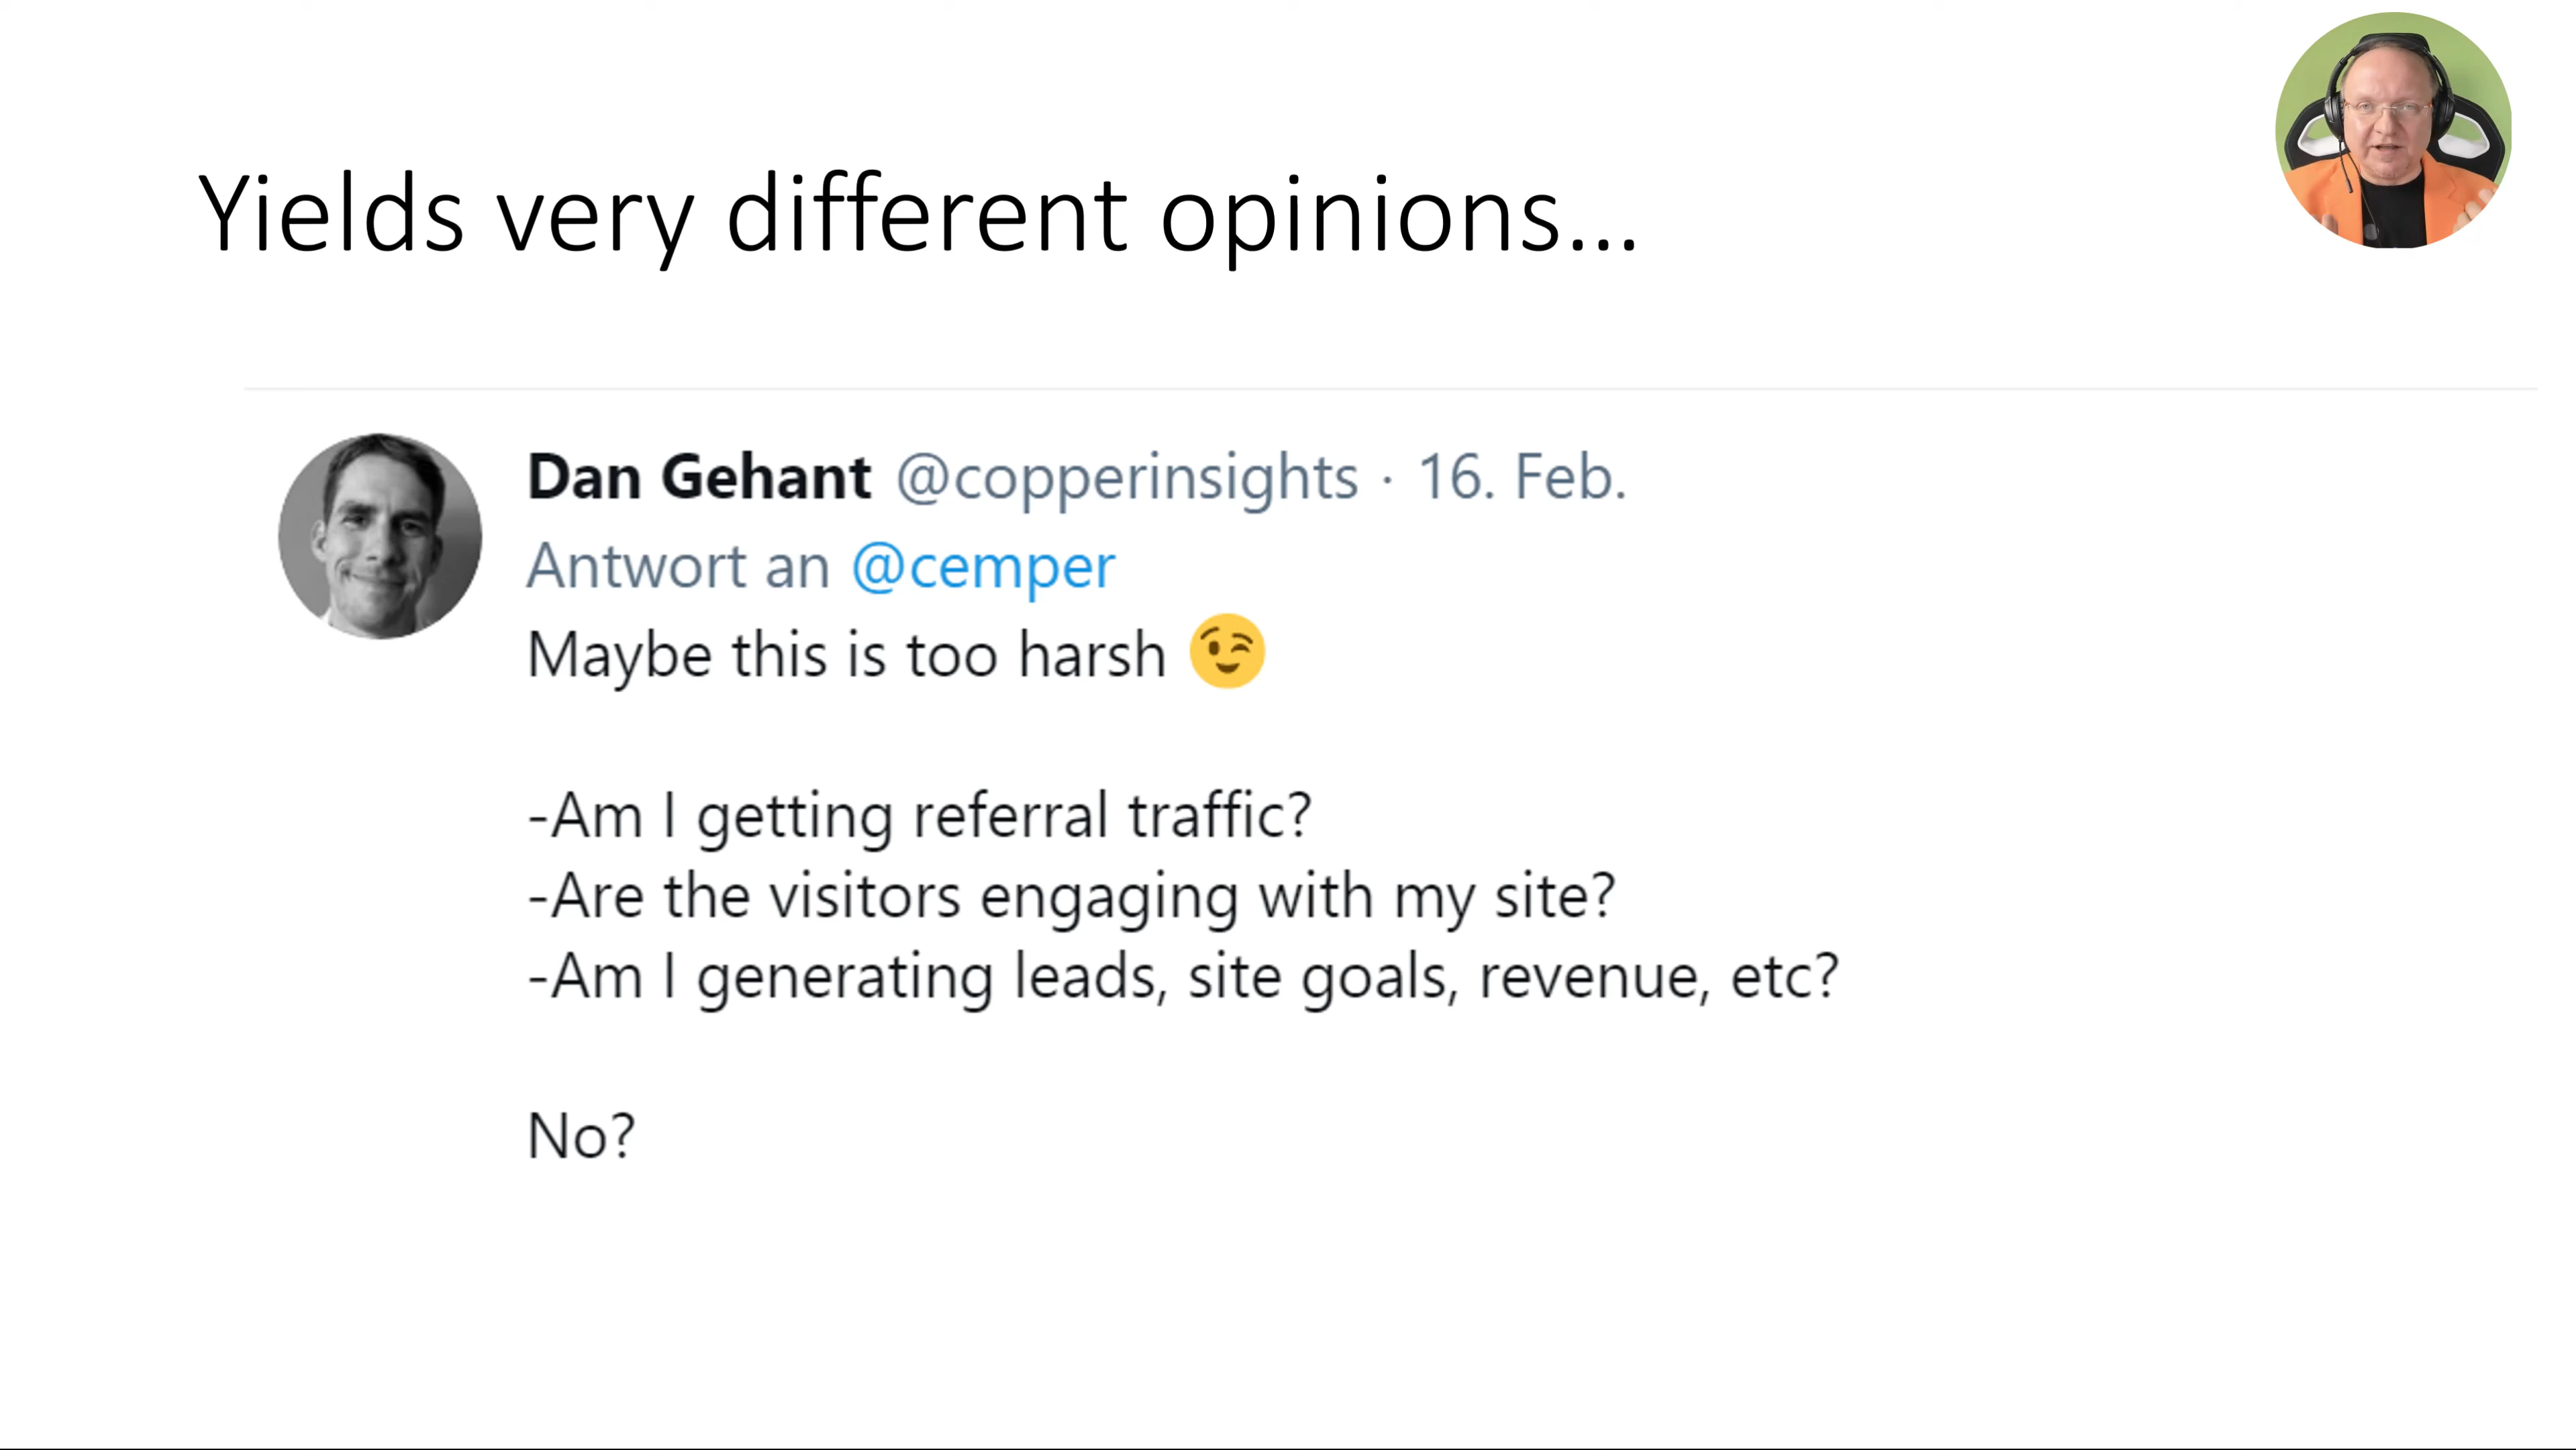 Yields very different opinions...
Dan Gehant @copperinsights · 16. Feb.
Antwort an @cemper
Maybe this is too harsh 😉
-Am I getting referral traffic?
-Are the visitors engaging with my site?
-Am I generating leads, site goals, revenue, etc?
No?